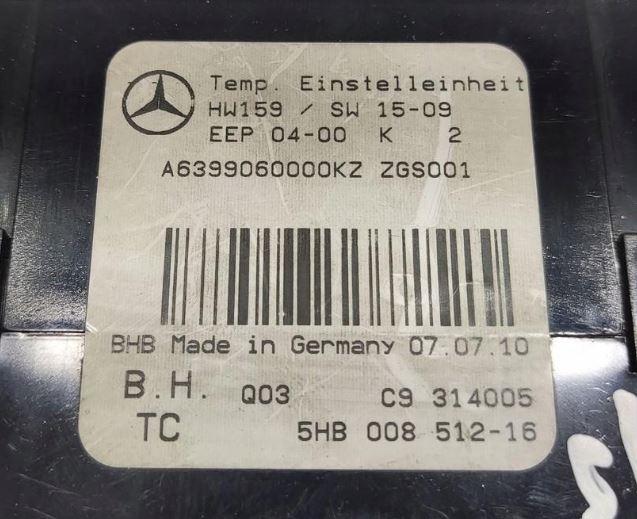 Temp. Einstelleinheit
HW159 / SW 15-09
EEP 04-00 K 2
A6399060000KZ ZGS001
BHB Made in Germany 07.07.10
B.H. Q03 C9 314005
TC 5HB 008 512-16